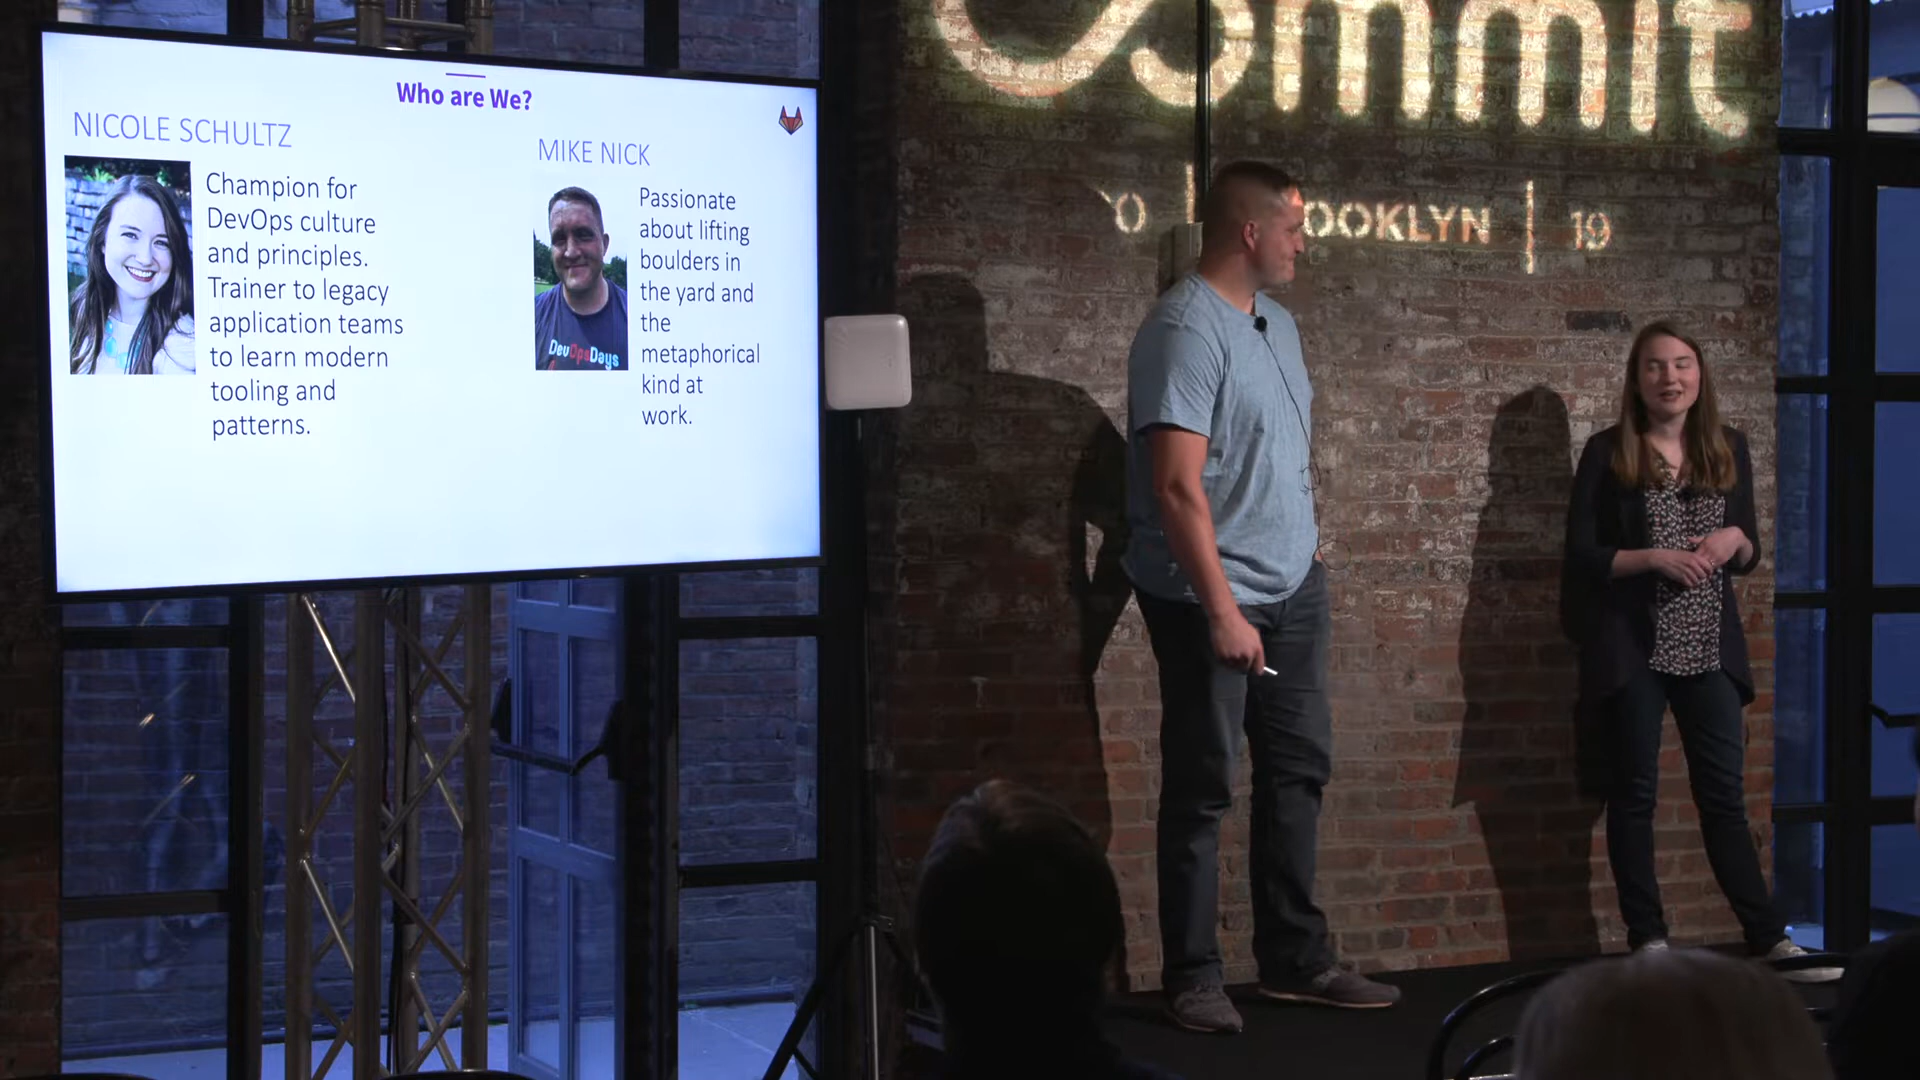 Who are We?
NICOLE SCHULTZ
Champion for
DevOps culture
and principles.
Trainer to legacy
application teams
to learn modern
tooling and
patterns.
MIKE NICK
DevOpsDays
Passionate
about lifting
boulders in
the yard and
the
metaphorical
kind at
work.
Commit
OOKLYN
19